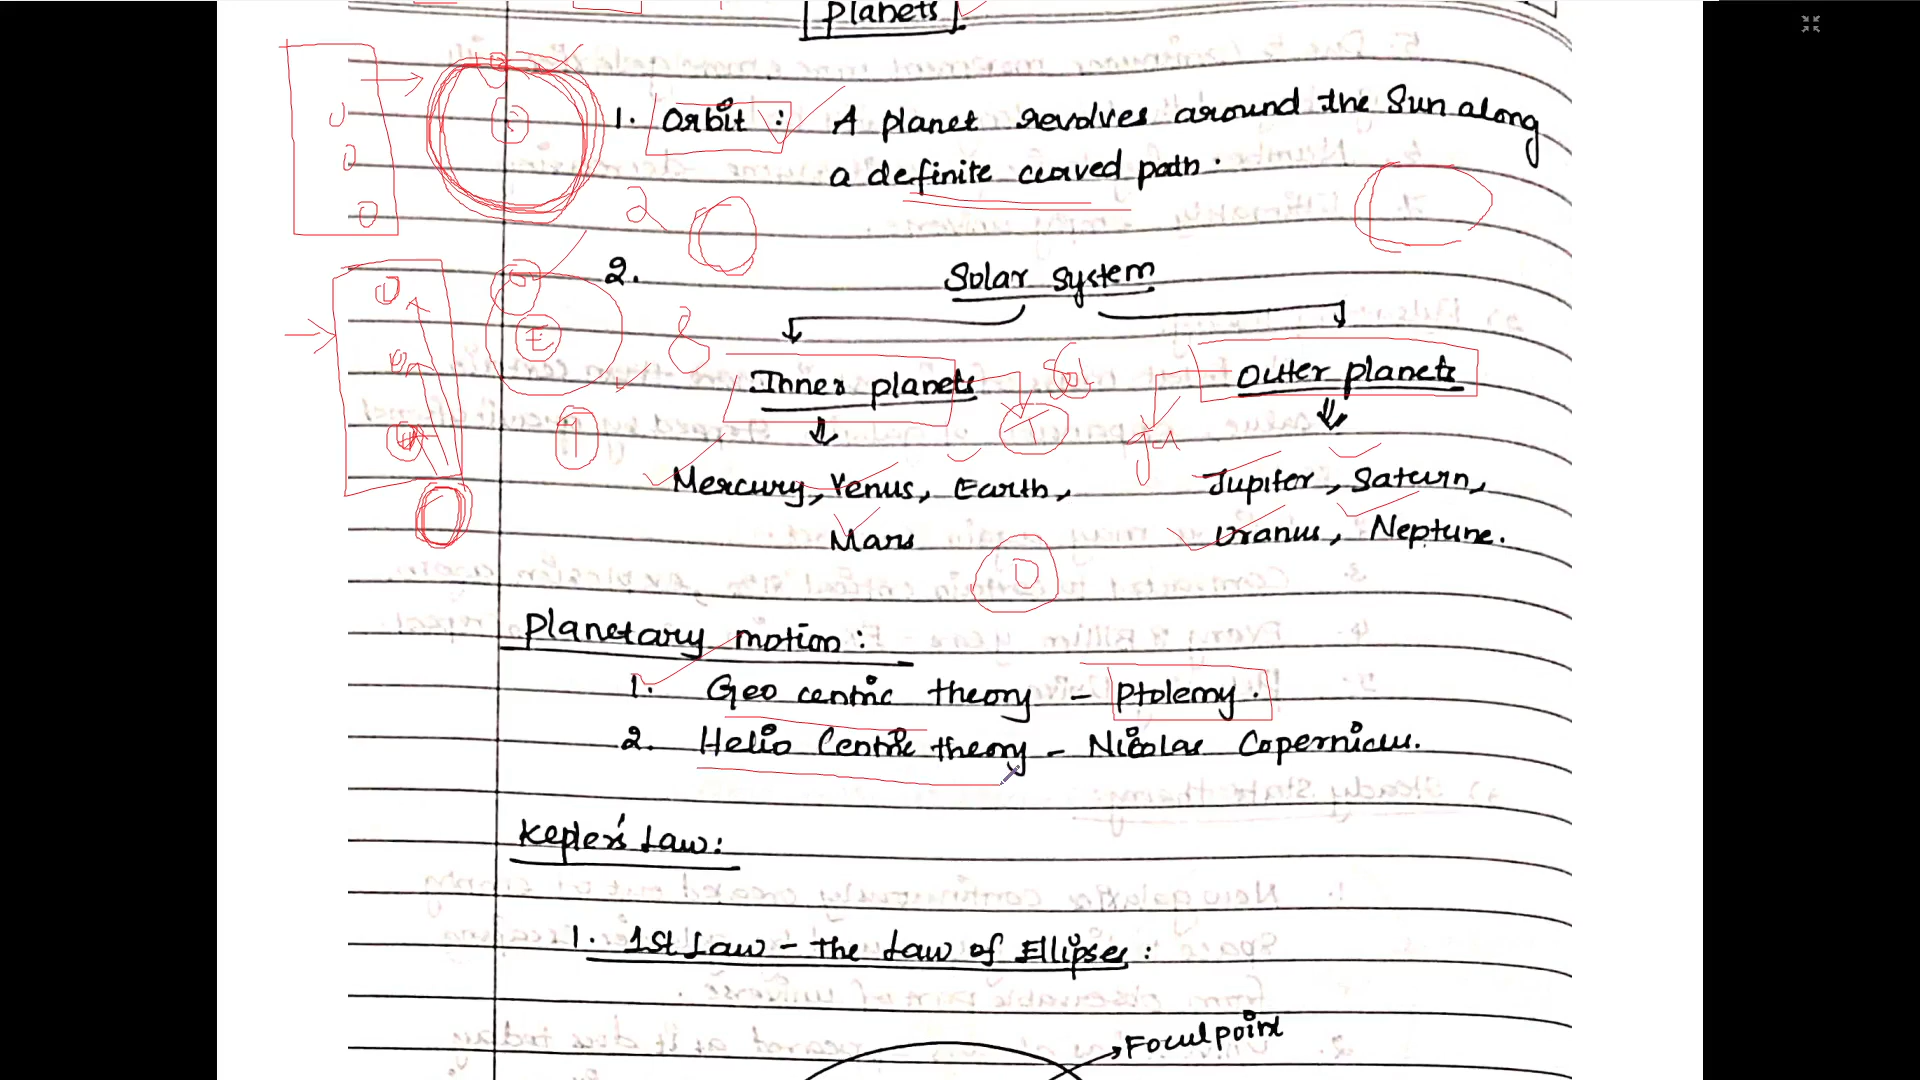 Planets
1. Orbit : A planet revolves around the Sun along
a definite curved path.
2. Solar system
Inner planets Outer planets
Mercury, Venus, Earth, Jupiter, Saturn,
Mars Uranus, Neptune.
Planetary motion :
1. Geo centric theory - Ptolemy.
2. Helio Centric theory - Nicolas Copernicus.
Kepler's Law:
1. 1st Law - The Law of Ellipses :
Focul point